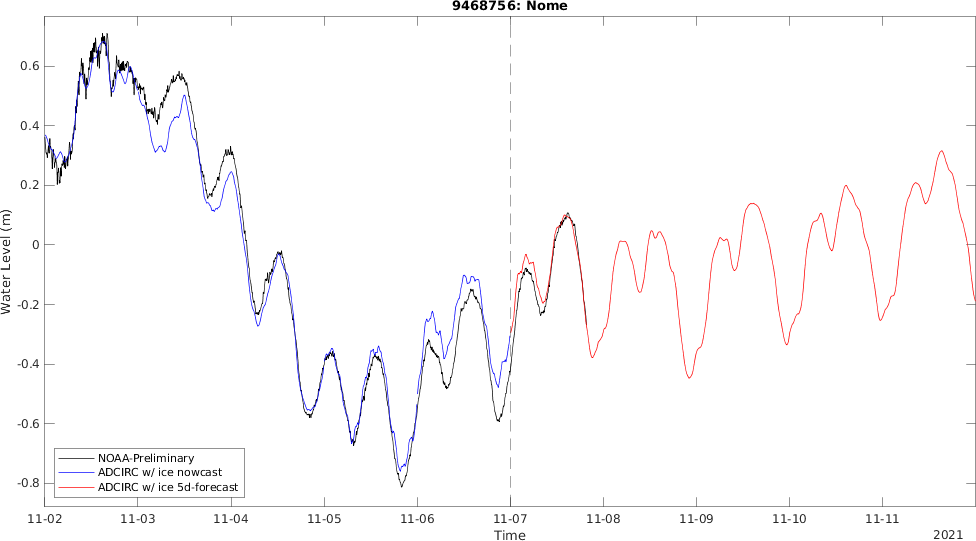 9468756: Nome
Water Level (m)
0.6
0.4
0.2
0
-0.2
-0.4
-0.6
-0.8
NOAA-Preliminary
ADCIRC w/ ice nowcast
ADCIRC w/ ice 5d-forecast
11-02 11-03 11-04 11-05 11-06 11-07 11-08 11-09 11-10 11-11
Time
2021